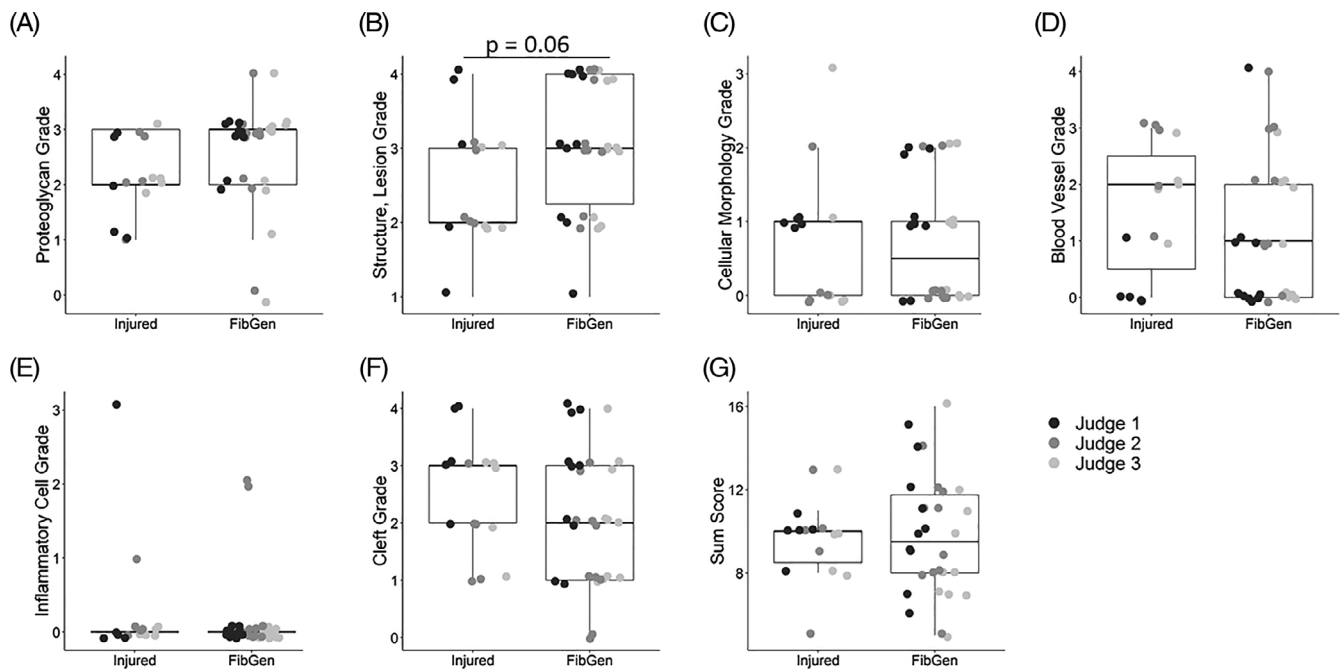 (A)
Proteoglycan Grade
4
3
2
1
0
Injured
FibGen
(B)
p = 0.06
Structure, Lesion Grade
4
3
2
1
Injured
FibGen
(C)
Cellular Morphology Grade
3
2
1
0
Injured
FibGen
(D)
Blood Vessel Grade
4
3
2
1
0
Injured
FibGen
(E)
Inflammatory Cell Grade
3
2
1
0
Injured
FibGen
(F)
Cleft Grade
4
3
2
1
0
Injured
FibGen
(G)
Sum Score
16
12
8
Injured
FibGen
Judge 1
Judge 2
Judge 3